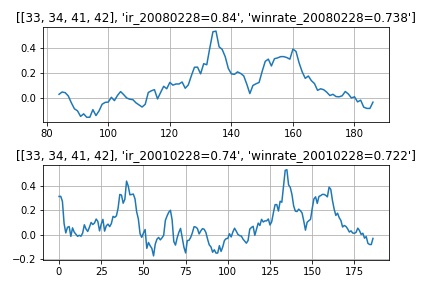 [[33, 34, 41, 42], 'ir_20080228=0.84', 'winrate_20080228=0.738']
0.4
0.2
0.0
80 100 120 140 160 180
[[33, 34, 41, 42], 'ir_20010228=0.74', 'winrate_20010228=0.722']
0.4
0.2
0.0
−0.2
0 25 50 75 100 125 150 175